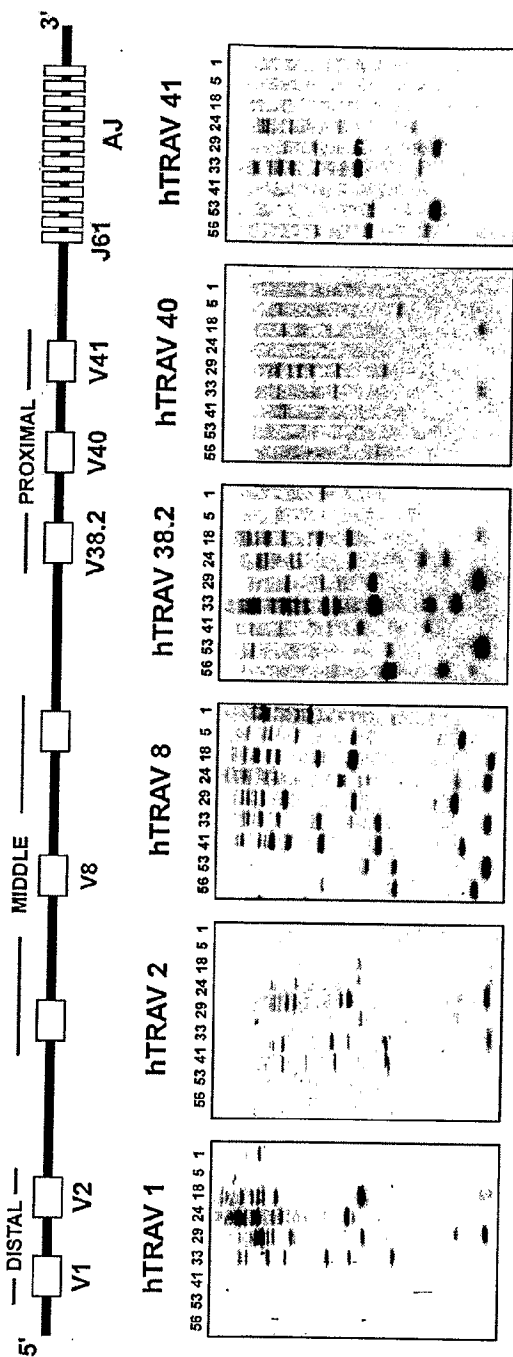 5' 3'
DISTAL MIDDLE PROXIMAL
V1 V2 V8 V38.2 V40 V41 J61 AJ
hTRAV 1 hTRAV 2 hTRAV 8 hTRAV 38.2 hTRAV 40 hTRAV 41
56 53 41 33 29 24 18 5 1 56 53 41 33 29 24 18 5 1 56 53 41 33 29 24 18 5 1 56 53 41 33 29 24 18 5 1 56 53 41 33 29 24 18 5 1 56 53 41 33 29 24 18 5 1